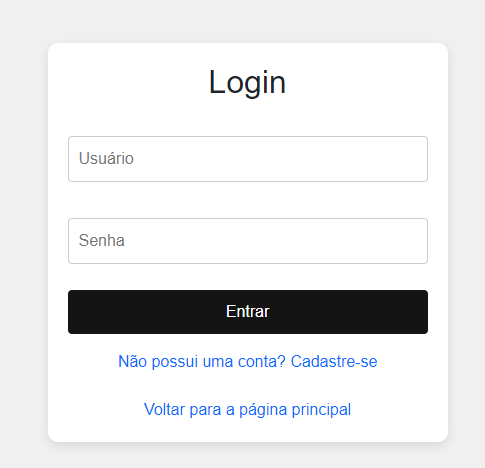 Login
Usuário
Senha
Entrar
Não possui uma conta? Cadastre-se
Voltar para a página principal